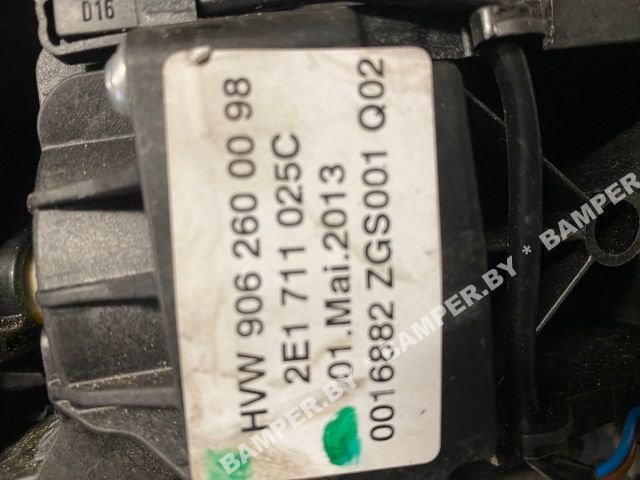 D16
HVW 906 260 00 98
2E1 711 025C
01.Mai.2013
0016882 ZGS001 Q02
BAMPER.BY * BAMPER.BY * BAMPER.BY